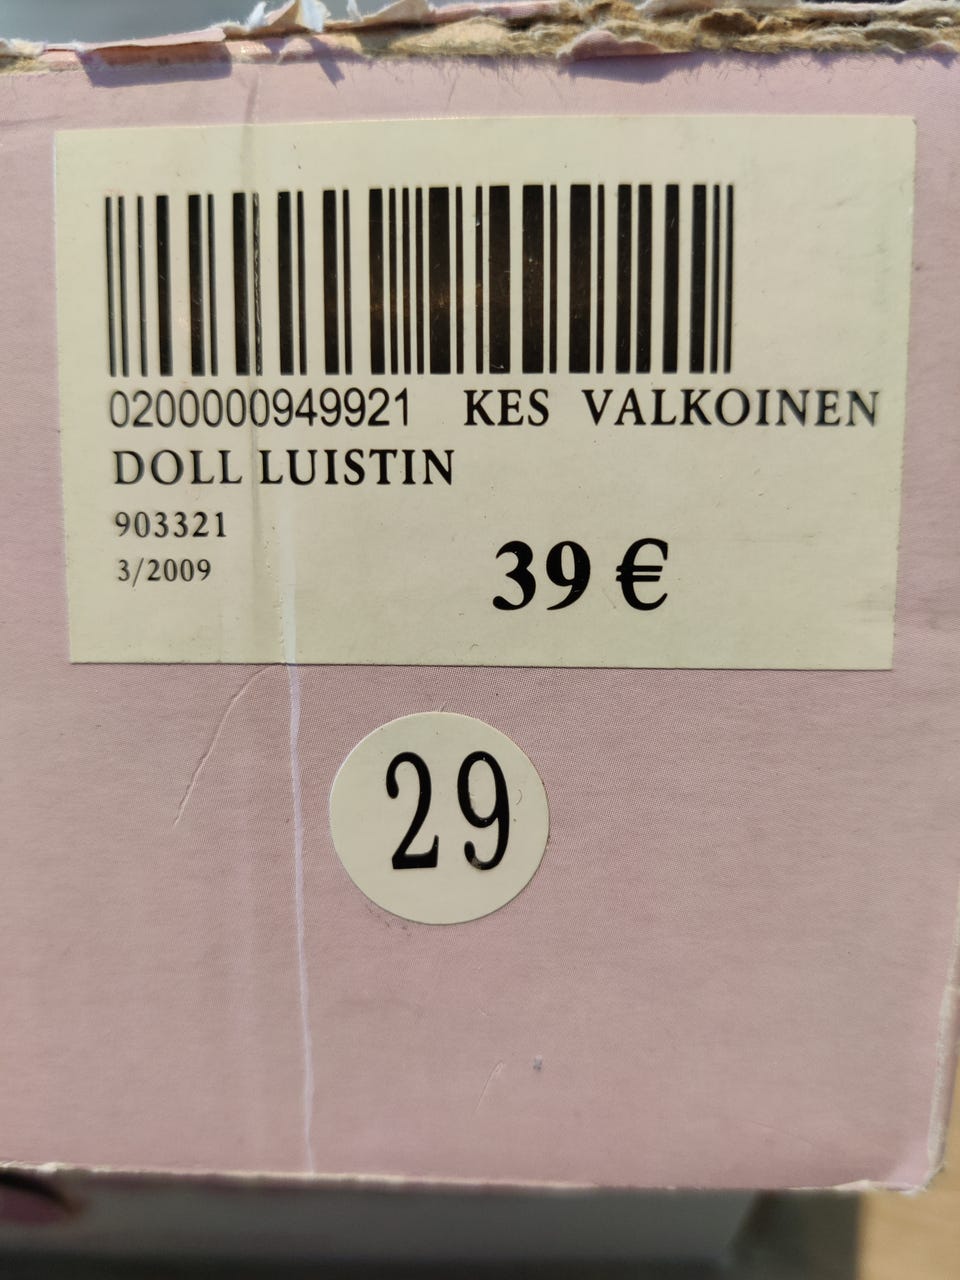 0200000949921 KES VALKOINEN
DOLL LUISTIN
903321
3/2009
39 €
29